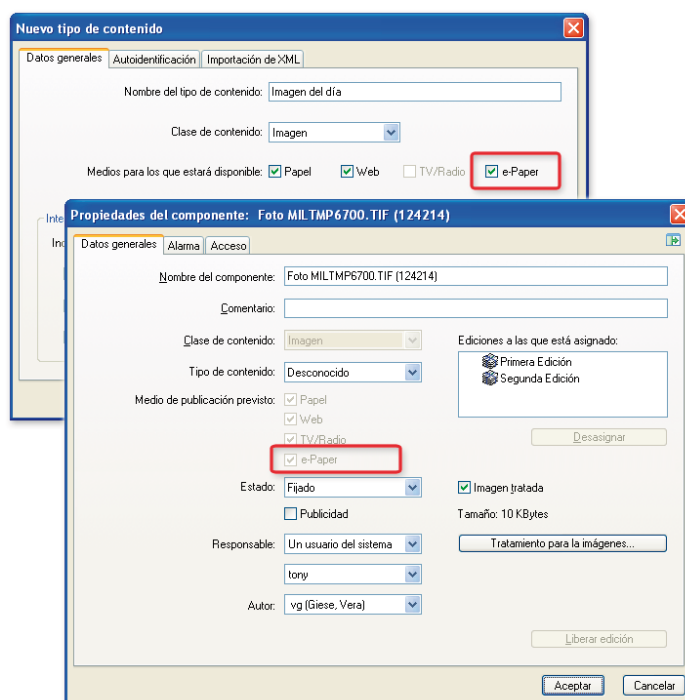 Nuevo tipo de contenido
Datos generales Autoidentificación Importación de XML
Nombre del tipo de contenido: Imagen del día
Clase de contenido: Imagen
Medios para los que estará disponible: Papel Web TV/Radio e-Paper
Propiedades del componente: Foto MILTMP6700.TIF (124214)
Datos generales Alarma Acceso
Nombre del componente: Foto MILTMP6700.TIF (124214)
Comentario:
Clase de contenido: Imagen Ediciones a las que está asignado:
Primera Edición
Tipo de contenido: Desconocido Segunda Edición
Medio de publicación previsto: Papel
Web
TV/Radio Desasignar
e-Paper
Estado: Fijado Imagen tratada
Publicidad Tamaño: 10 KBytes
Responsable: Un usuario del sistema Tratamiento para la imágenes...
tony
Autor: vg (Giese, Vera)
Liberar edición
Aceptar Cancelar